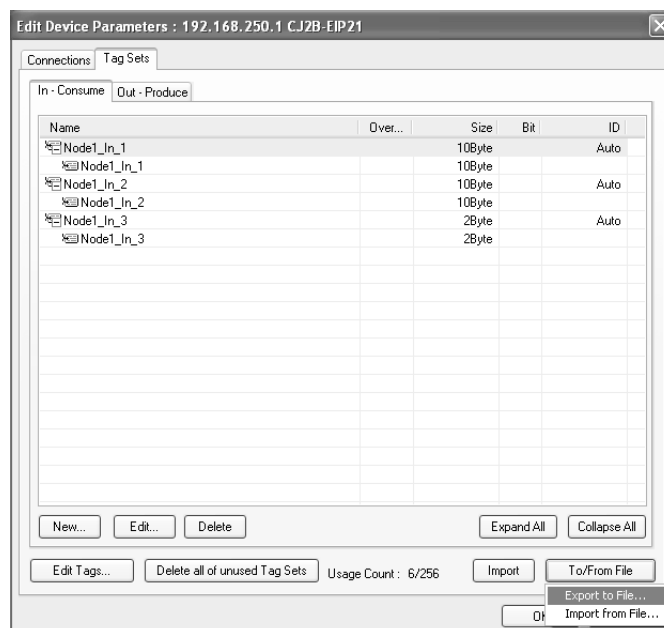 Edit Device Parameters : 192.168.250.1 CJ2B-EIP21
Connections Tag Sets
In - Consume Out - Produce
Name Over... Size Bit ID
Node1_In_1 10Byte Auto
Node1_In_1 10Byte
Node1_In_2 10Byte Auto
Node1_In_2 10Byte
Node1_In_3 2Byte Auto
Node1_In_3 2Byte
New... Edit... Delete Expand All Collapse All
Edit Tags... Delete all of unused Tag Sets Usage Count : 6/256 Import To/From File
Export to File...
Import from File...